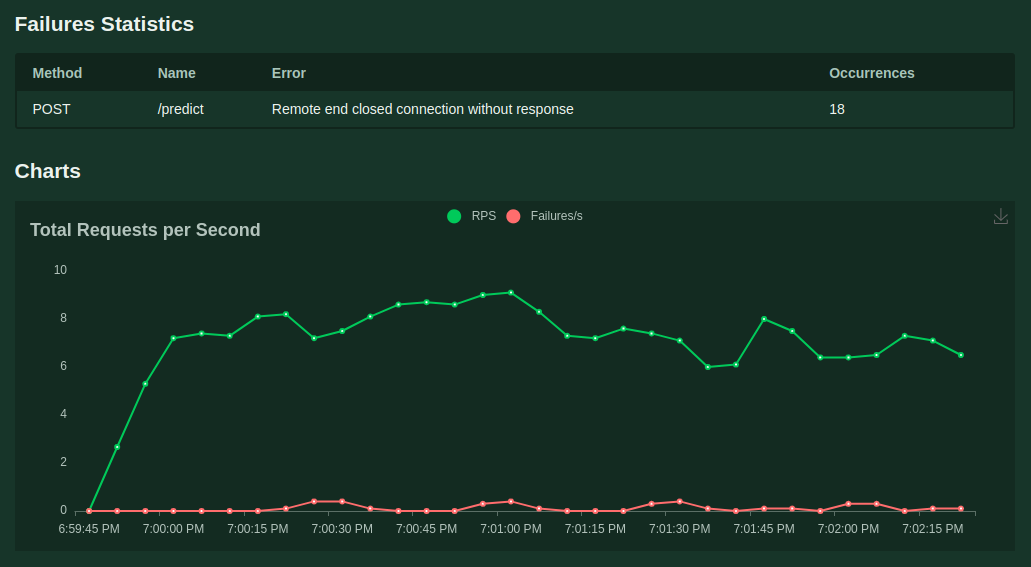 Failures Statistics
Method Name Error Occurrences
POST /predict Remote end closed connection without response 18
Charts
RPS Failures/s
Total Requests per Second
10
8
6
4
2
0
6:59:45 PM 7:00:00 PM 7:00:15 PM 7:00:30 PM 7:00:45 PM 7:01:00 PM 7:01:15 PM 7:01:30 PM 7:01:45 PM 7:02:00 PM 7:02:15 PM